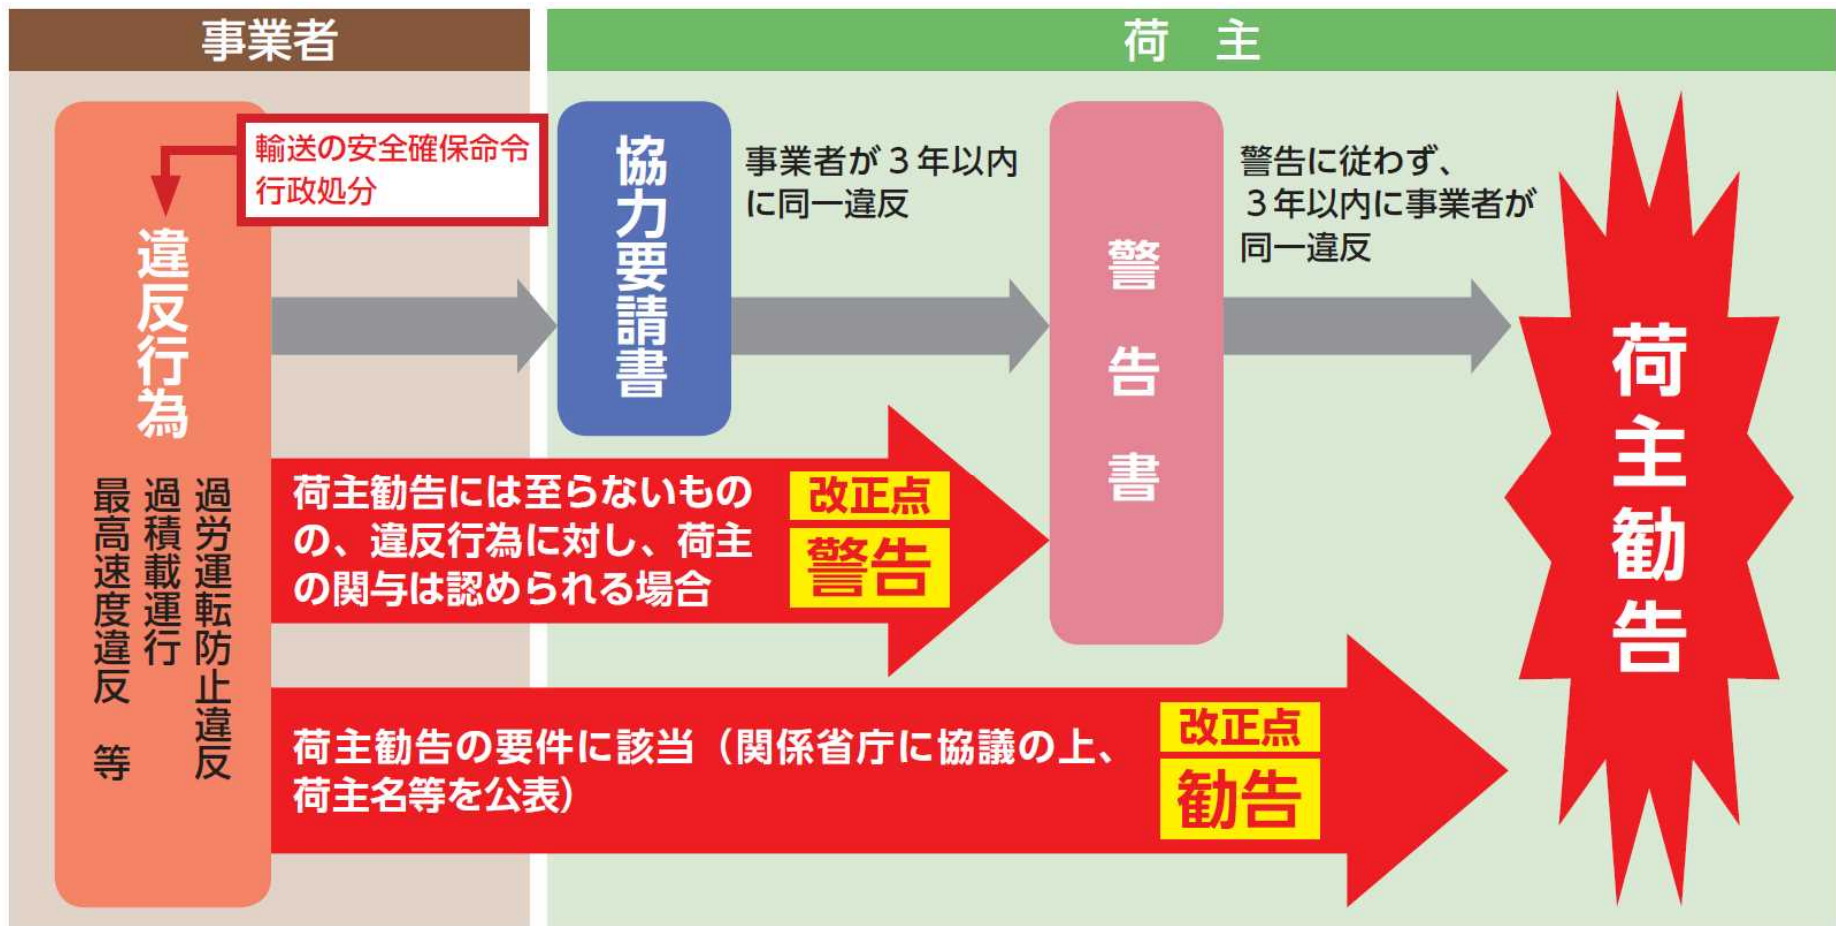 事業者
荷　主
輸送の安全確保命令
行政処分
違反行為
過労運転防止違反
過積載運行
最高速度違反　等
協力要請書
事業者が３年以内
に同一違反
警告書
警告に従わず、
３年以内に事業者が
同一違反
荷主勧告
荷主勧告には至らないもの
の、違反行為に対し、荷主
の関与は認められる場合
改正点
警告
荷主勧告の要件に該当（関係省庁に協議の上、
荷主名等を公表）
改正点
勧告